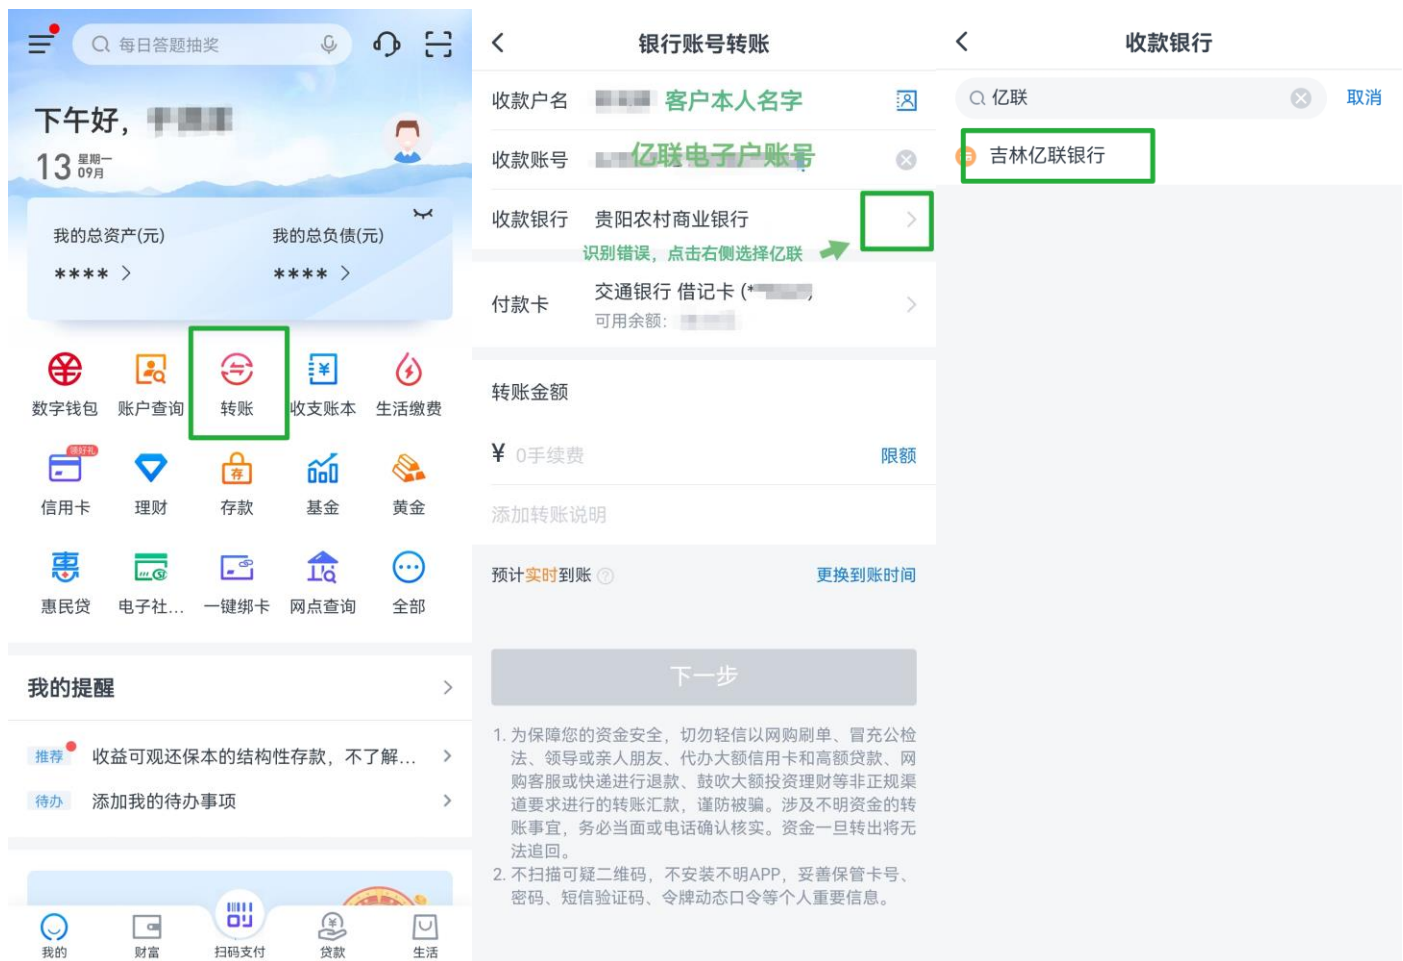 每日答题抽奖
下午好，
13 星期一
09月
我的总资产(元)
我的总负债(元)
**** >
**** >
数字钱包
账户查询
转账
收支账本
生活缴费
领好礼
存
信用卡
理财
存款
基金
黄金
惠
惠民贷
电子社...
一键绑卡
网点查询
全部
我的提醒
推荐 收益可观还保本的结构性存款，不了解...
待办 添加我的待办事项
我的
财富
扫码支付
贷款
生活
银行账号转账
收款户名 客户本人名字
收款账号 亿联电子户账号
收款银行 贵阳农村商业银行
识别错误，点击右侧选择亿联
付款卡 交通银行 借记卡 (*
可用余额:
转账金额
¥ 0手续费 限额
添加转账说明
预计实时到账 更换到账时间
下一步
1. 为保障您的资金安全，切勿轻信以网购刷单、冒充公检
法、领导或亲人朋友、代办大额信用卡和高额贷款、网
购客服或快递进行退款、鼓吹大额投资理财等非正规渠
道要求进行的转账汇款，谨防被骗。涉及不明资金的转
账事宜，务必当面或电话确认核实。资金一旦转出将无
法追回。
2. 不扫描可疑二维码，不安装不明APP，妥善保管卡号、
密码、短信验证码、令牌动态口令等个人重要信息。
收款银行
亿联 取消
吉林亿联银行